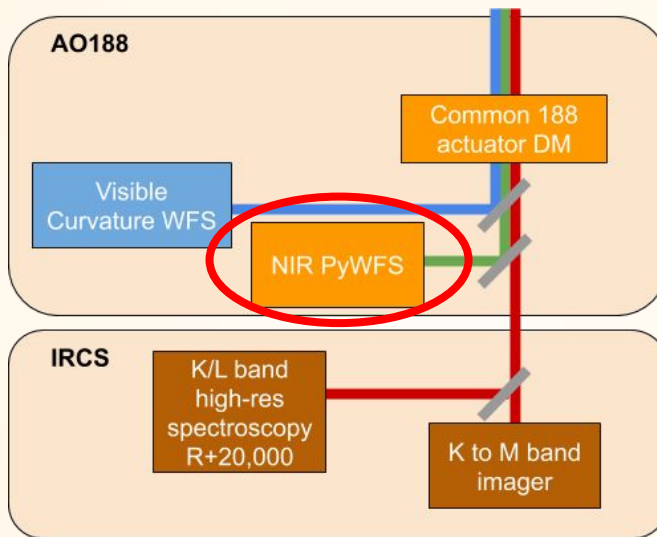 AO188
Common 188
actuator DM
Visible
Curvature WFS
NIR PyWFS
IRCS
K/L band
high-res
spectroscopy
R+20,000
K to M band
imager